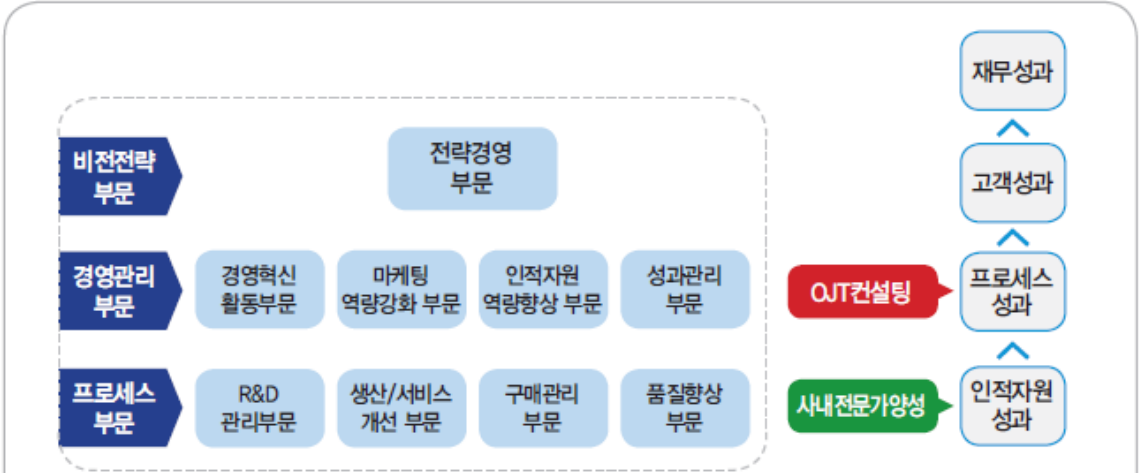 재무성과
비전전략
부문
전략경영
부문
고객성과
경영관리
부문
경영혁신
활동부문
마케팅
역량강화 부문
인적자원
역량향상 부문
성과관리
부문
OJT컨설팅
프로세스
성과
프로세스
부문
R&D
관리부문
생산/서비스
개선 부문
구매관리
부문
품질향상
부문
사내전문가양성
인적자원
성과